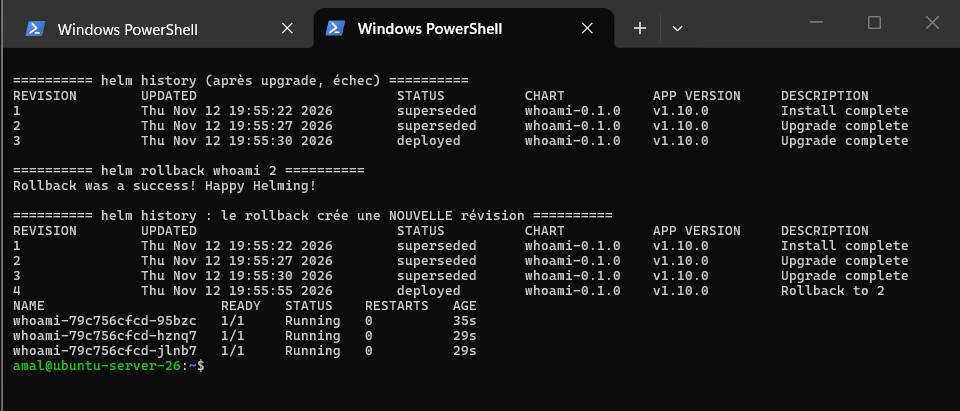 Windows PowerShell Windows PowerShell
========== helm history (après upgrade, échec) ==========
REVISION UPDATED STATUS CHART APP VERSION DESCRIPTION
1 Thu Nov 12 19:55:22 2026 superseded whoami-0.1.0 v1.10.0 Install complete
2 Thu Nov 12 19:55:27 2026 superseded whoami-0.1.0 v1.10.0 Upgrade complete
3 Thu Nov 12 19:55:30 2026 deployed whoami-0.1.0 v1.10.0 Upgrade complete
========== helm rollback whoami 2 ==========
Rollback was a success! Happy Helming!
========== helm history : le rollback crée une NOUVELLE révision ==========
REVISION UPDATED STATUS CHART APP VERSION DESCRIPTION
1 Thu Nov 12 19:55:22 2026 superseded whoami-0.1.0 v1.10.0 Install complete
2 Thu Nov 12 19:55:27 2026 superseded whoami-0.1.0 v1.10.0 Upgrade complete
3 Thu Nov 12 19:55:30 2026 superseded whoami-0.1.0 v1.10.0 Upgrade complete
4 Thu Nov 12 19:55:55 2026 deployed whoami-0.1.0 v1.10.0 Rollback to 2
NAME READY STATUS RESTARTS AGE
whoami-79c756cfcd-95bzc 1/1 Running 0 35s
whoami-79c756cfcd-hznq7 1/1 Running 0 29s
whoami-79c756cfcd-jlnb7 1/1 Running 0 29s
amal@ubuntu-server-26:~$